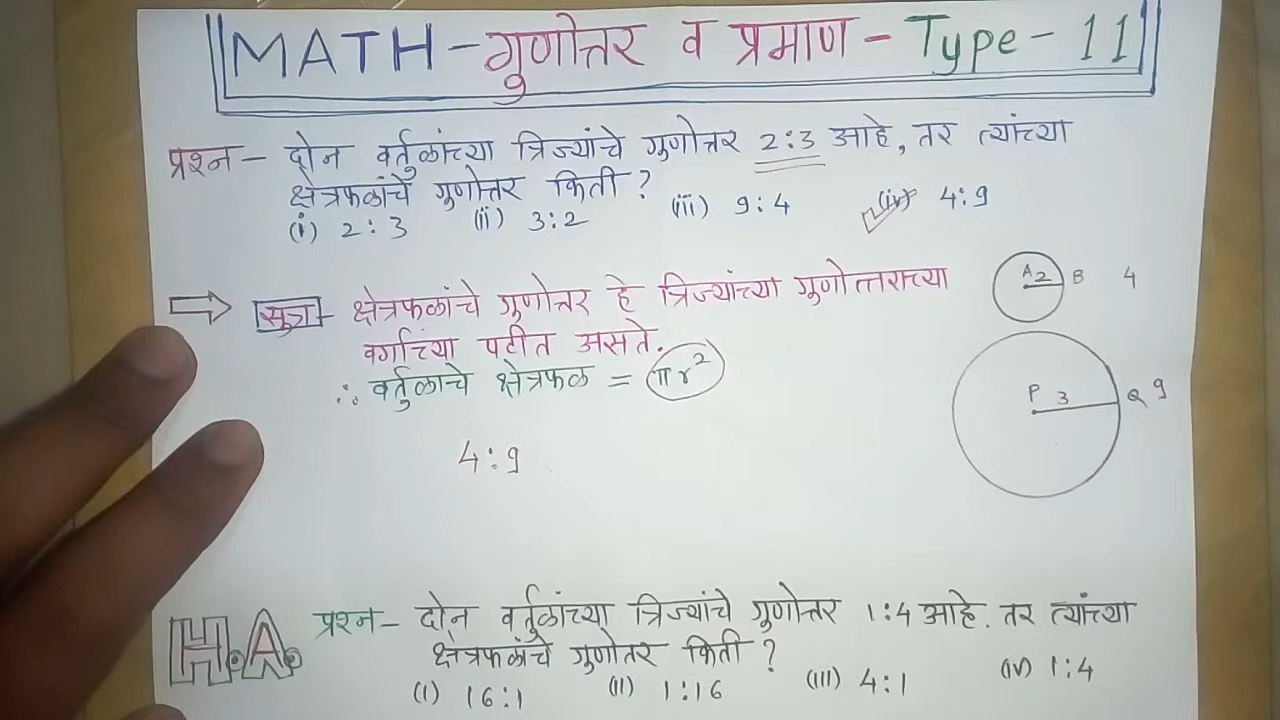 MATH - गुणोत्तर व प्रमाण - Type - 11
प्रश्न - दोन वर्तुळांच्या त्रिज्यांचे गुणोत्तर 2:3 आहे, तर त्यांच्या
क्षेत्रफळांचे गुणोत्तर किती ?
(i) 2:3 (ii) 3:2 (iii) 9:4 (iv) 4:9
सूत्र - क्षेत्रफळांचे गुणोत्तर हे त्रिज्यांच्या गुणोत्तराच्या
वर्गाच्या पटीत असते.
∴ वर्तुळाचे क्षेत्रफळ = πr²
4:9
A 2 B 4
P 3 Q 9
H.A. प्रश्न - दोन वर्तुळांच्या त्रिज्यांचे गुणोत्तर 1:4 आहे. तर त्यांच्या
क्षेत्रफळांचे गुणोतर किती ?
(i) 16:1 (ii) 1:16 (iii) 4:1 (iv) 1:4